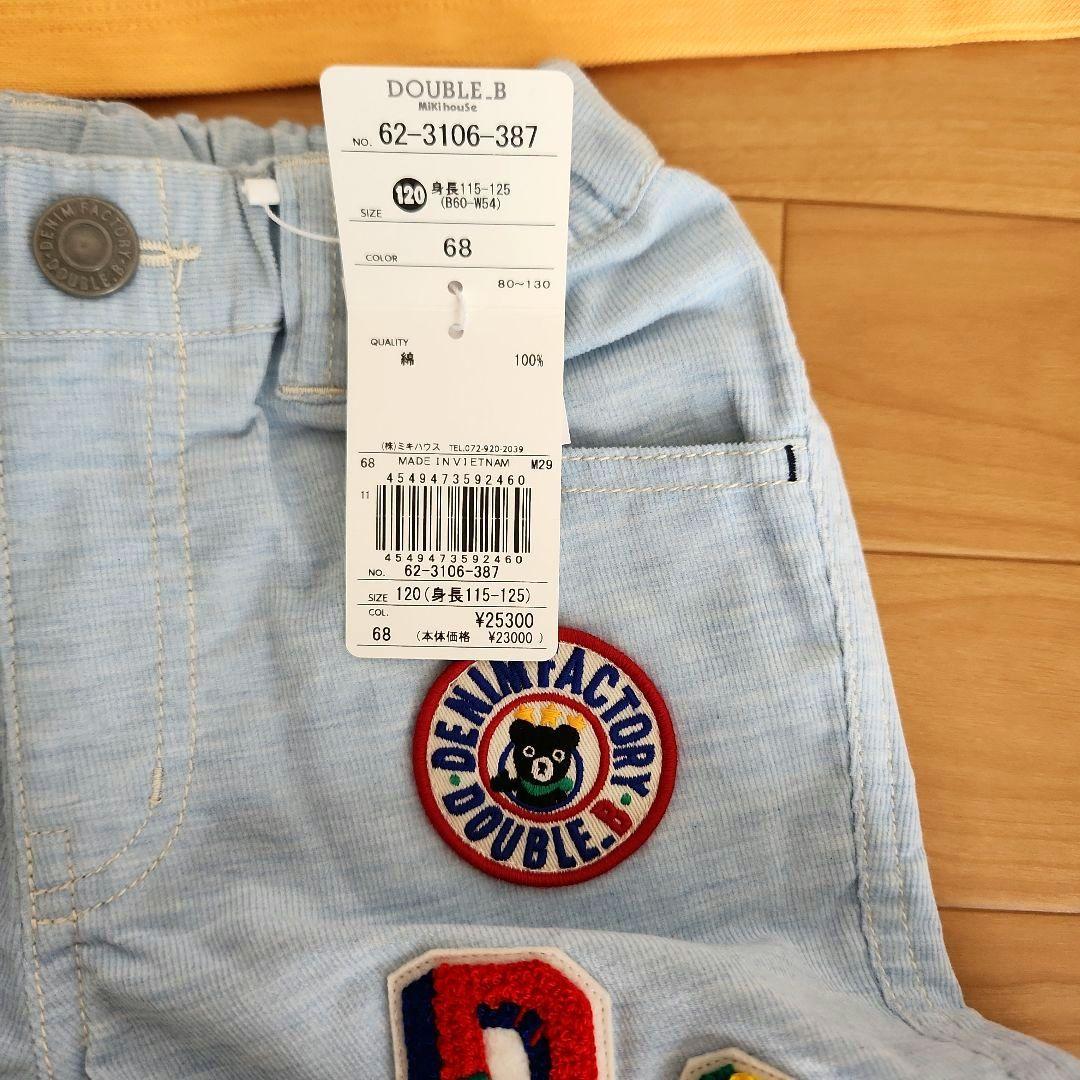 DOUBLE_B
MiKi houSe
NO. 62-3106-387
120 身長115-125
(B60-W54)
SIZE
68
COLOR
80~130
QUALITY
綿 100%
(株)ミキハウス TEL.072-920-2039
68 MADE IN VIETNAM M29
4549473592460
11
4549473592460
NO. 62-3106-387
SIZE 120(身長115-125)
COL. ¥25300
68 (本体価格 ¥23000 )
DENIM FACTORY
DOUBLE_B
DENIM FACTORY
DOUBLE_B
D